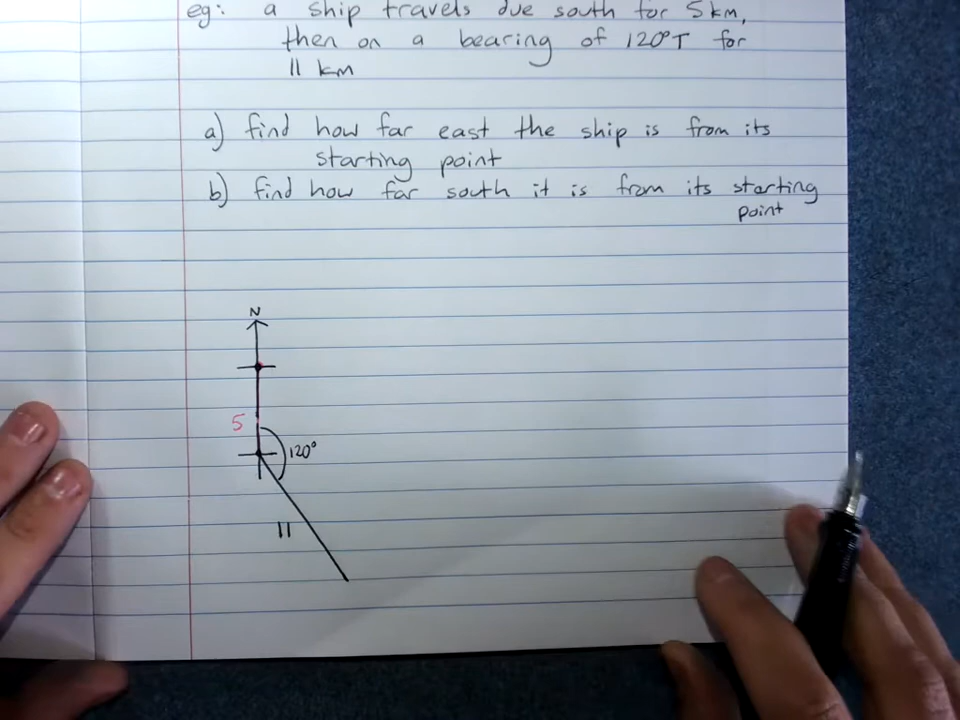 eg: a ship travels due south for 5km,
then on a bearing of 120°T for
11 km
a) find how far east the ship is from its
starting point
b) find how far south it is from its starting
point
N
5
120°
11